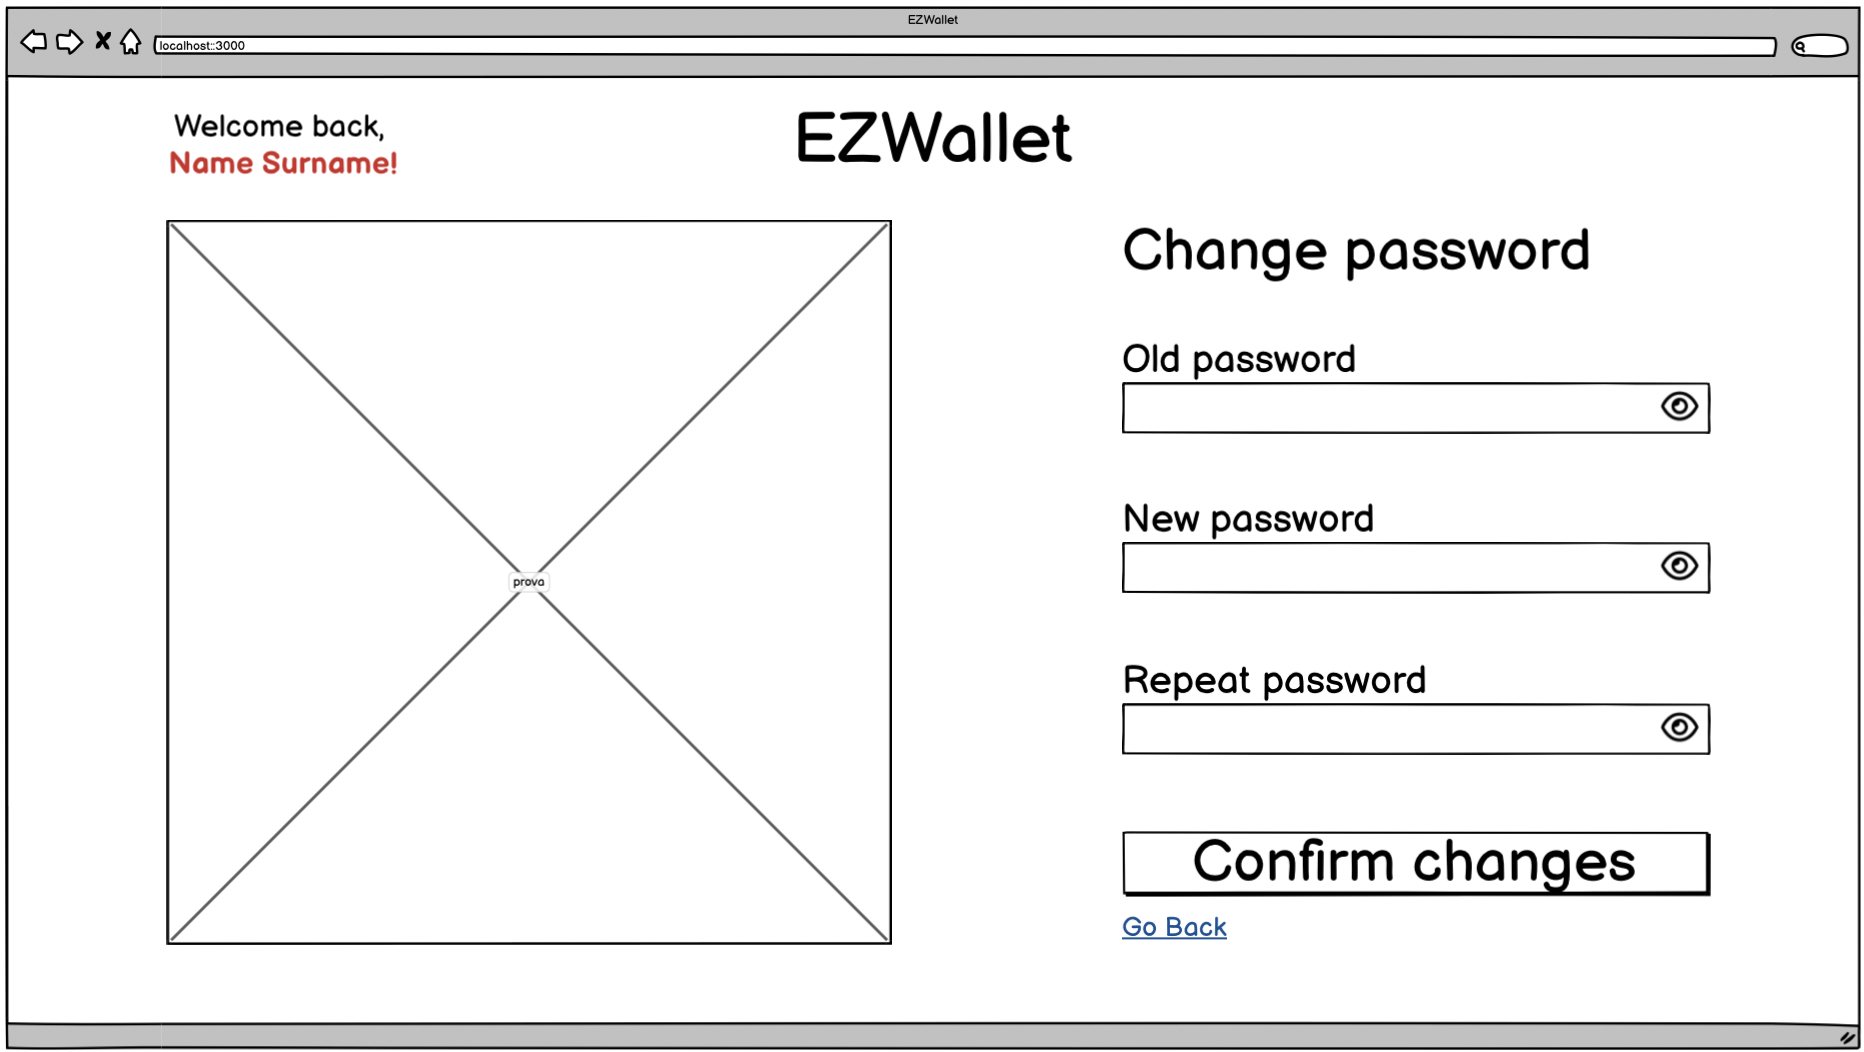 EZWallet
localhost::3000
Welcome back,
Name Surname!
EZWallet
prova
Change password
Old password
New password
Repeat password
Confirm changes
Go Back